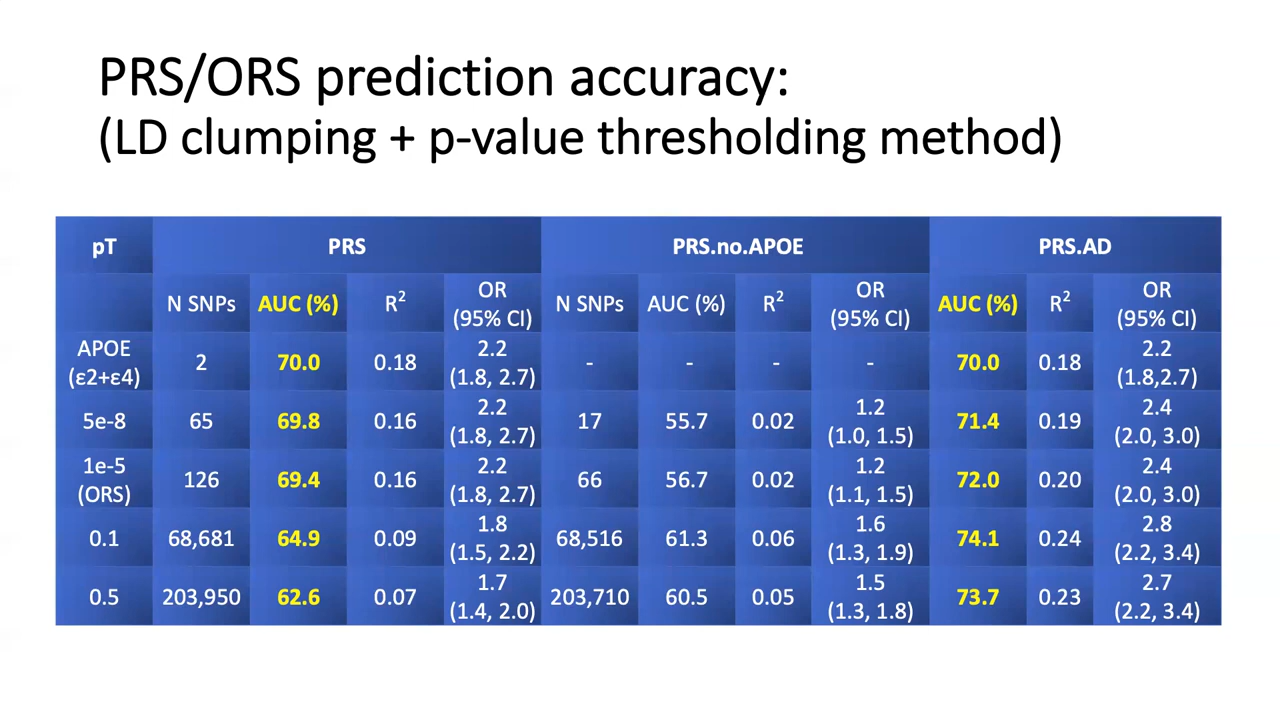 PRS/ORS prediction accuracy:
(LD clumping + p-value thresholding method)
pT PRS PRS.no.APOE PRS.AD
N SNPs AUC (%) R² OR (95% CI) N SNPs AUC (%) R² OR (95% CI) AUC (%) R² OR (95% CI)
APOE (ε2+ε4) 2 70.0 0.18 2.2 (1.8, 2.7) - - - - 70.0 0.18 2.2 (1.8,2.7)
5e-8 65 69.8 0.16 2.2 (1.8, 2.7) 17 55.7 0.02 1.2 (1.0, 1.5) 71.4 0.19 2.4 (2.0, 3.0)
1e-5 (ORS) 126 69.4 0.16 2.2 (1.8, 2.7) 66 56.7 0.02 1.2 (1.1, 1.5) 72.0 0.20 2.4 (2.0, 3.0)
0.1 68,681 64.9 0.09 1.8 (1.5, 2.2) 68,516 61.3 0.06 1.6 (1.3, 1.9) 74.1 0.24 2.8 (2.2, 3.4)
0.5 203,950 62.6 0.07 1.7 (1.4, 2.0) 203,710 60.5 0.05 1.5 (1.3, 1.8) 73.7 0.23 2.7 (2.2, 3.4)